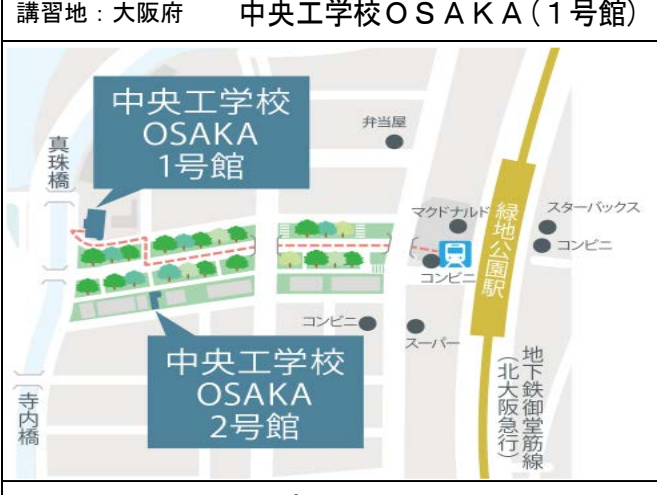 講習地：大阪府　中央工学校ＯＳＡＫＡ（１号館）
中央工学校
OSAKA
1号館
真珠橋
弁当屋
マクドナルド
緑地公園駅
スターバックス
コンビニ
コンビニ
コンビニ
スーパー
中央工学校
OSAKA
2号館
寺内橋
地下鉄御堂筋線
（北大阪急行）